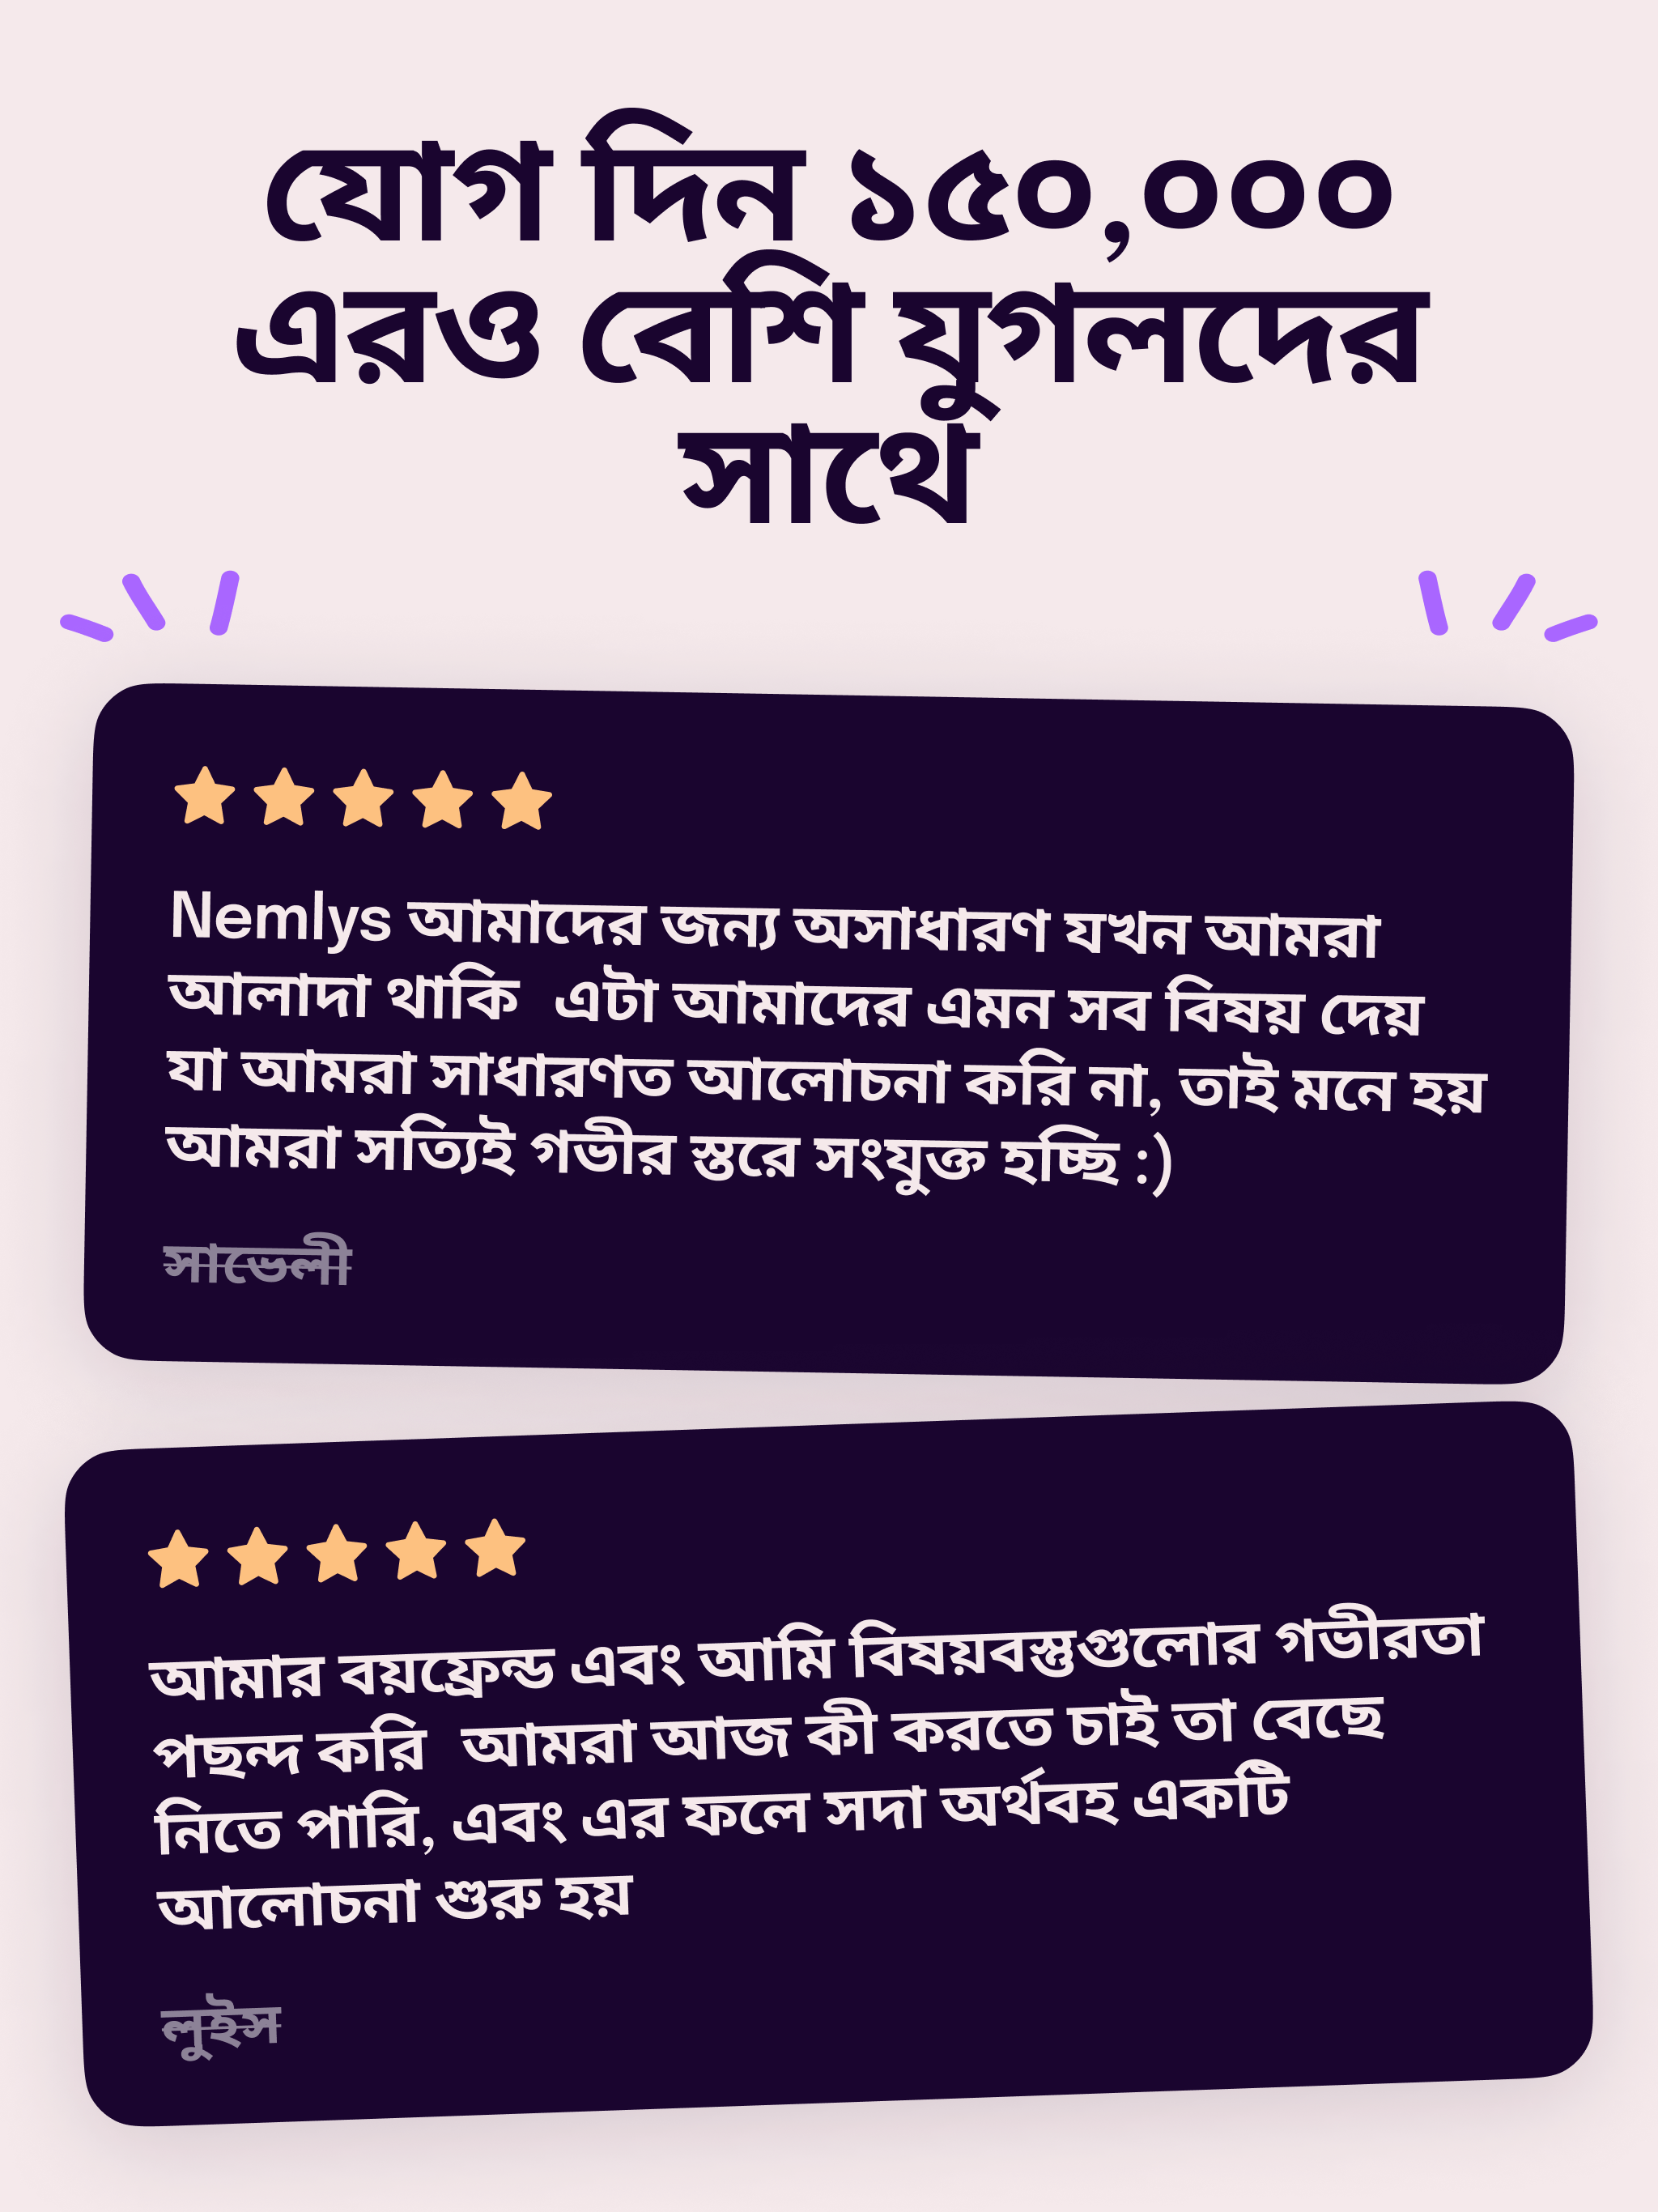 যোগ দিন ১৫০,০০০
এরও বেশি যুগলদের
সাথে
Nemlys আমাদের জন্য অসাধারণ যখন আমরা
আলাদা থাকি এটা আমাদের এমন সব বিষয় দেয়
যা আমরা সাধারণত আলোচনা করি না, তাই মনে হয়
আমরা সত্যিই গভীর স্তরে সংযুক্ত হচ্ছি :)
সাভেলী
আমার বয়ফ্রেন্ড এবং আমি বিষয়বস্তুগুলোর গভীরতা
পছন্দ করি আমরা আজ কী করতে চাই তা বেছে
নিতে পারি, এবং এর ফলে সদা অর্থবহ একটি
আলোচনা শুরু হয়
লুইস